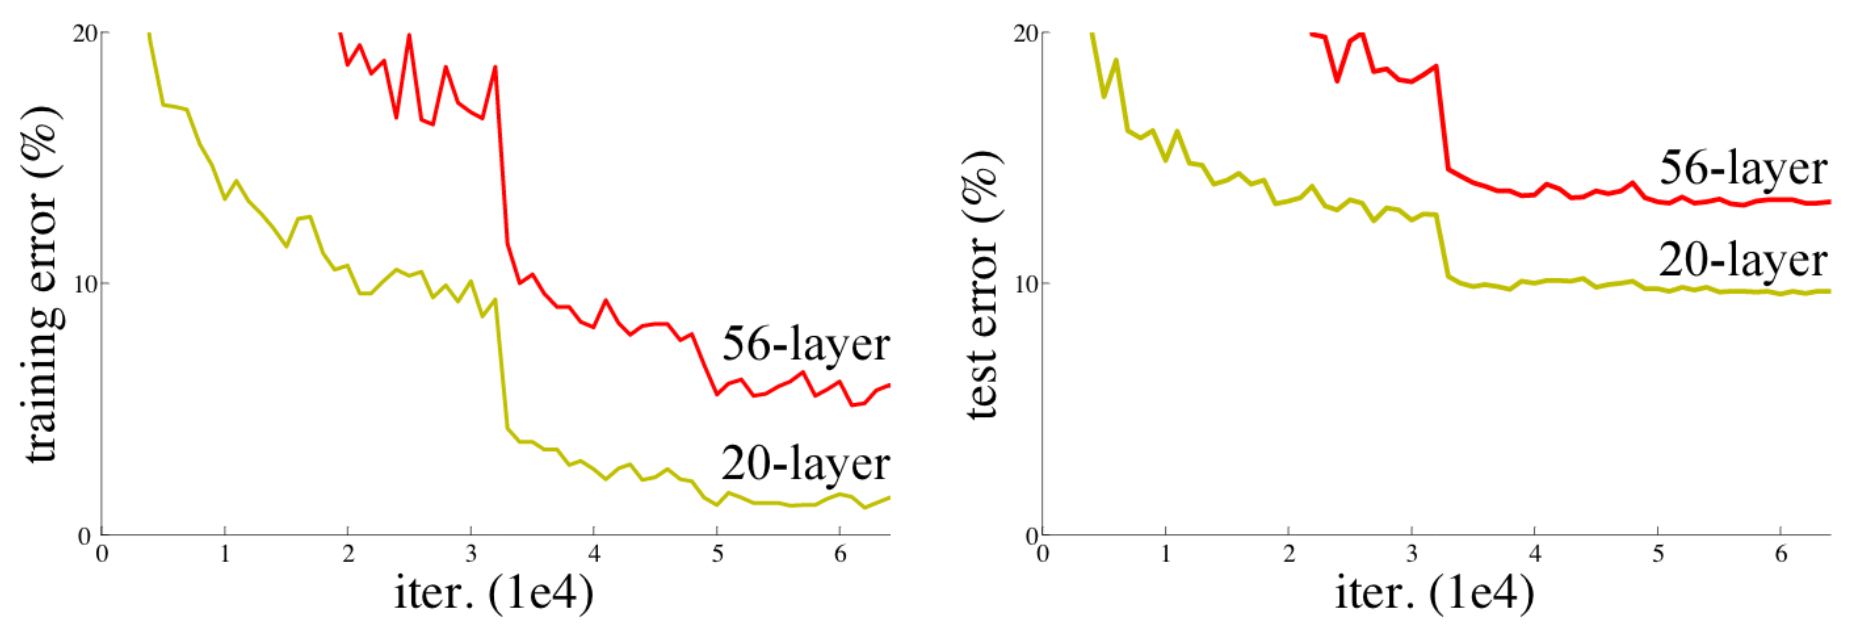 training error (%)
20
10
0
56-layer
20-layer
0 1 2 3 4 5 6
iter. (1e4)
test error (%)
20
10
0
56-layer
20-layer
0 1 2 3 4 5 6
iter. (1e4)